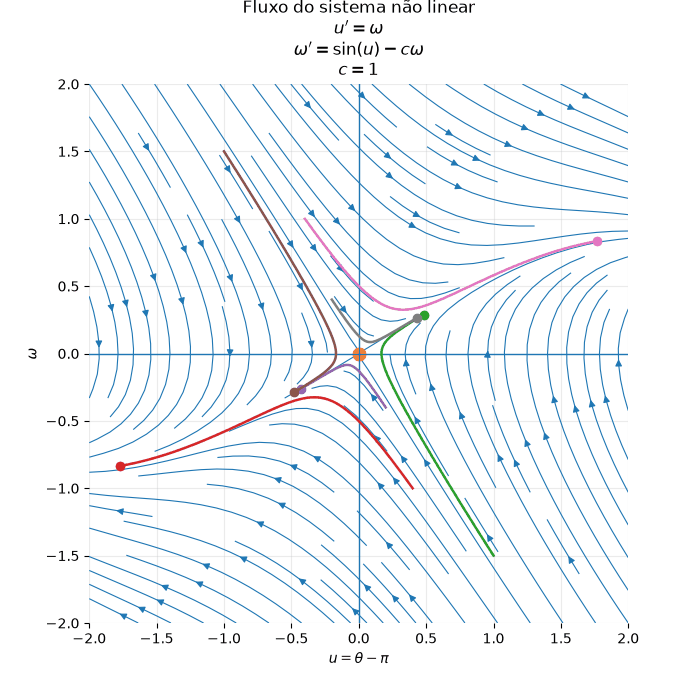 Fluxo do sistema não linear
u′ = ω
ω′ = sin(u) − cω
c = 1
2.0
1.5
1.0
0.5
0.0
−0.5
−1.0
−1.5
−2.0
ω
−2.0 −1.5 −1.0 −0.5 0.0 0.5 1.0 1.5 2.0
u = θ − π